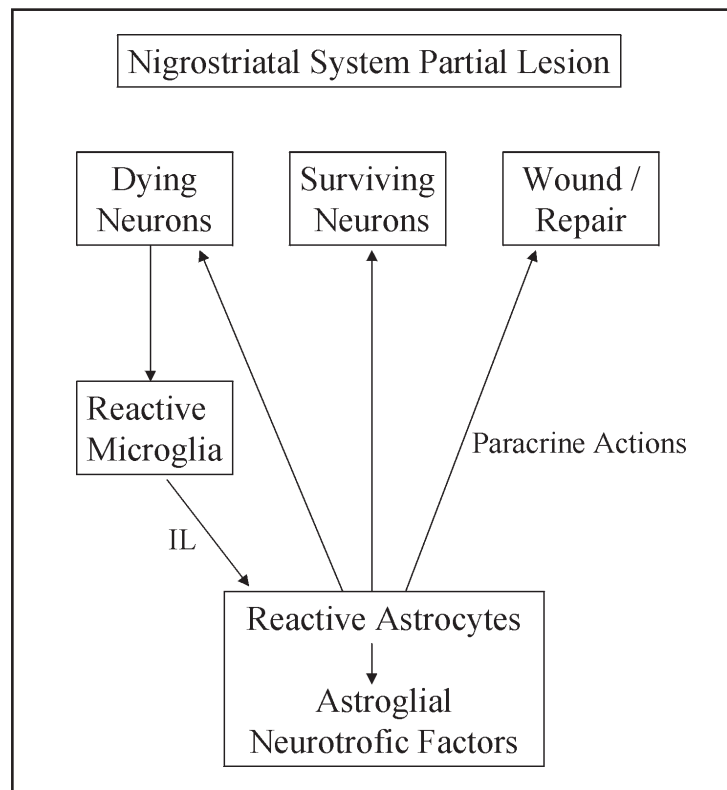 Nigrostriatal System Partial Lesion
Dying
Neurons
Surviving
Neurons
Wound /
Repair
Reactive
Microglia
Paracrine Actions
IL
Reactive Astrocytes
Astroglial
Neurotrofic Factors